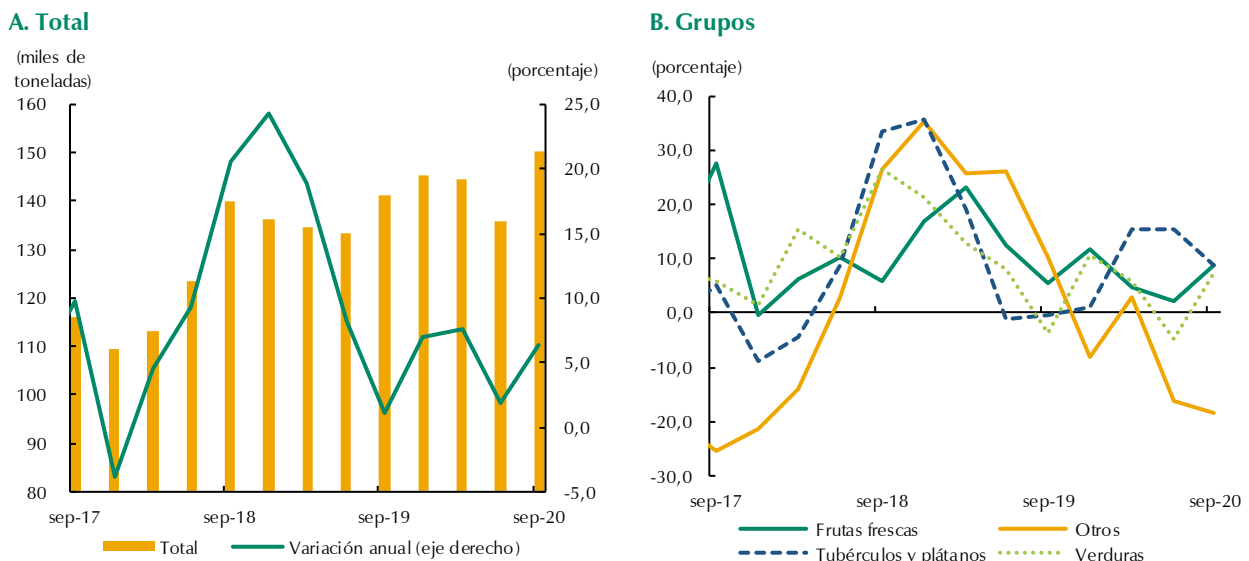 A. Total
(miles de
toneladas)
(porcentaje)
160
150
140
130
120
110
100
90
80
25,0
20,0
15,0
10,0
5,0
0,0
-5,0
sep-17
sep-18
sep-19
sep-20
Total
Variación anual (eje derecho)
B. Grupos
(porcentaje)
40,0
30,0
20,0
10,0
0,0
-10,0
-20,0
-30,0
sep-17
sep-18
sep-19
sep-20
Frutas frescas
Otros
Tubérculos y plátanos
Verduras